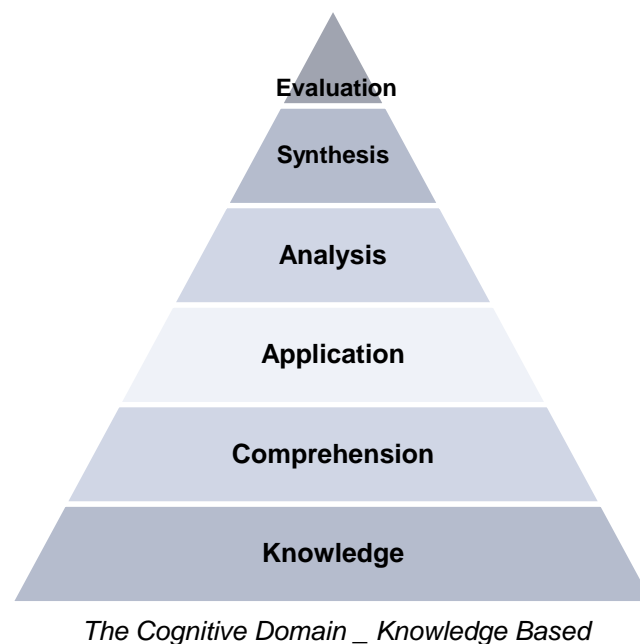 Evaluation
Synthesis
Analysis
Application
Comprehension
Knowledge
The Cognitive Domain _ Knowledge Based